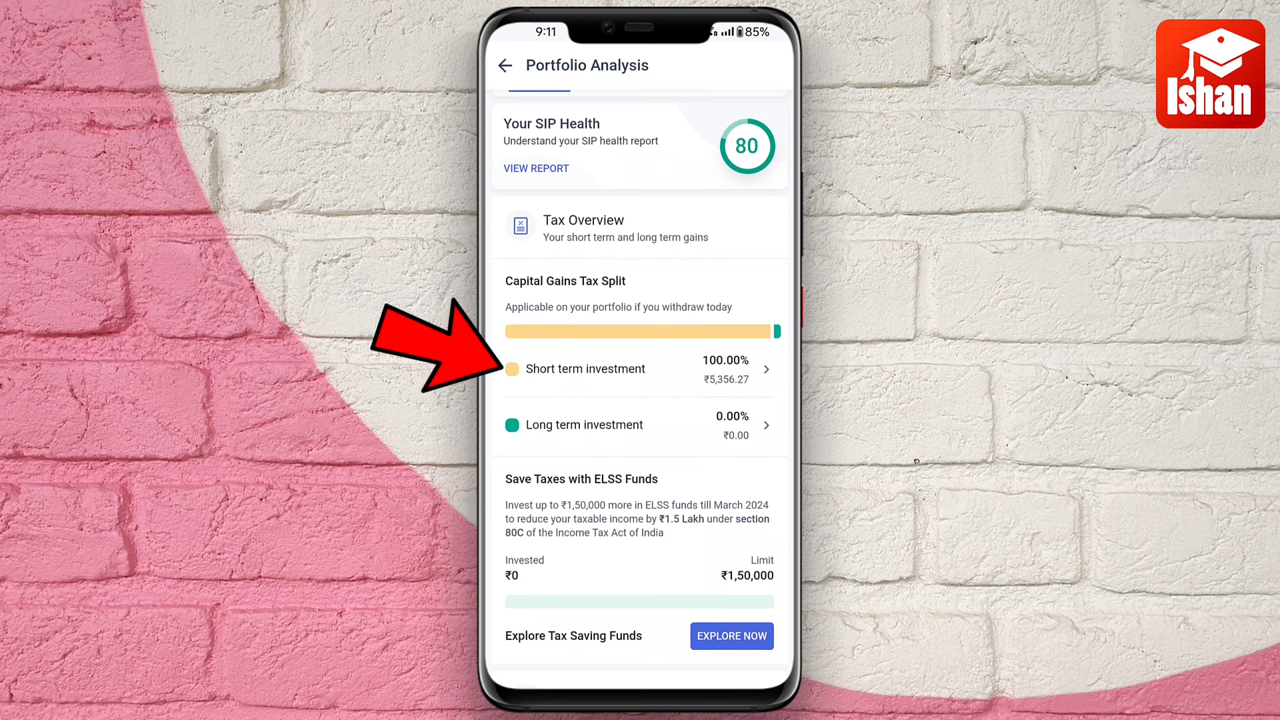 9:11
85%
Portfolio Analysis
Ishan
Your SIP Health
Understand your SIP health report
80
VIEW REPORT
Tax Overview
Your short term and long term gains
Capital Gains Tax Split
Applicable on your portfolio if you withdraw today
Short term investment
100.00%
₹5,356.27
Long term investment
0.00%
₹0.00
Save Taxes with ELSS Funds
Invest up to ₹1,50,000 more in ELSS funds till March 2024
to reduce your taxable income by ₹1.5 Lakh under section
80C of the Income Tax Act of India
Invested
Limit
₹0
₹1,50,000
Explore Tax Saving Funds
EXPLORE NOW